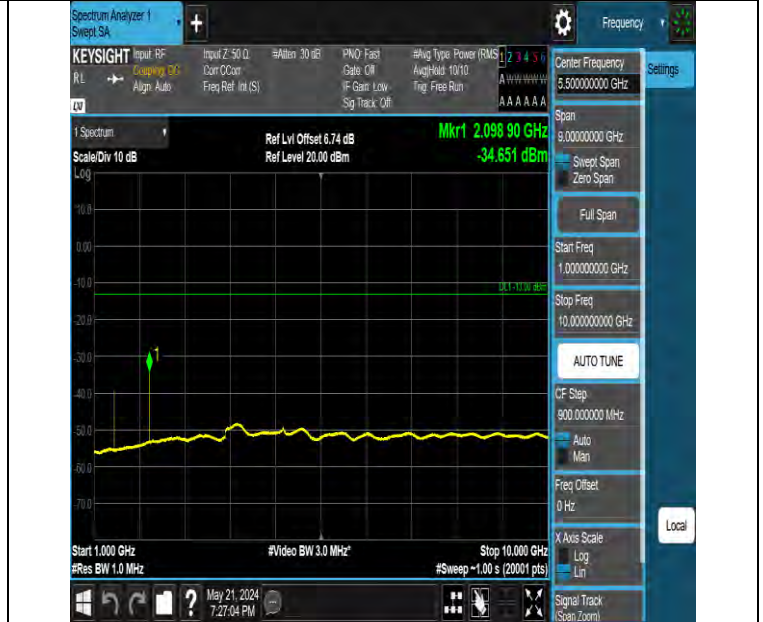 Spectrum Analyzer 1
Swept SA
Frequency
KEYSIGHT
RL
Input: RF
Coupling: DC
Align: Auto
Input Z: 50 Ω
Corr CCorr
Freq Ref: Int (S)
#Atten: 30 dB
PNO: Fast
Gate: Off
IF Gain: Low
Sig Track: Off
#Avg Type: Power (RMS
Avg|Hold: 10/10
Trig: Free Run
1 2 3 4 5 6
A W W W W W
A A A A A A
1 Spectrum
Scale/Div 10 dB
Ref Lvl Offset 6.74 dB
Ref Level 20.00 dBm
Mkr1 2.098 90 GHz
-34.651 dBm
Log
10.0
0.00
-10.0
-20.0
-30.0
-40.0
-50.0
-60.0
-70.0
DL1 -13.00 dBm
1
Start 1.000 GHz
#Res BW 1.0 MHz
#Video BW 3.0 MHz*
Stop 10.000 GHz
#Sweep ~1.00 s (20001 pts)
May 21, 2024
7:27:04 PM
Center Frequency
5.500000000 GHz
Span
9.00000000 GHz
Swept Span
Zero Span
Full Span
Start Freq
1.000000000 GHz
Stop Freq
10.000000000 GHz
AUTO TUNE
CF Step
900.000000 MHz
Auto
Man
Freq Offset
0 Hz
X Axis Scale
Log
Lin
Signal Track
(Span Zoom)
Settings
Local